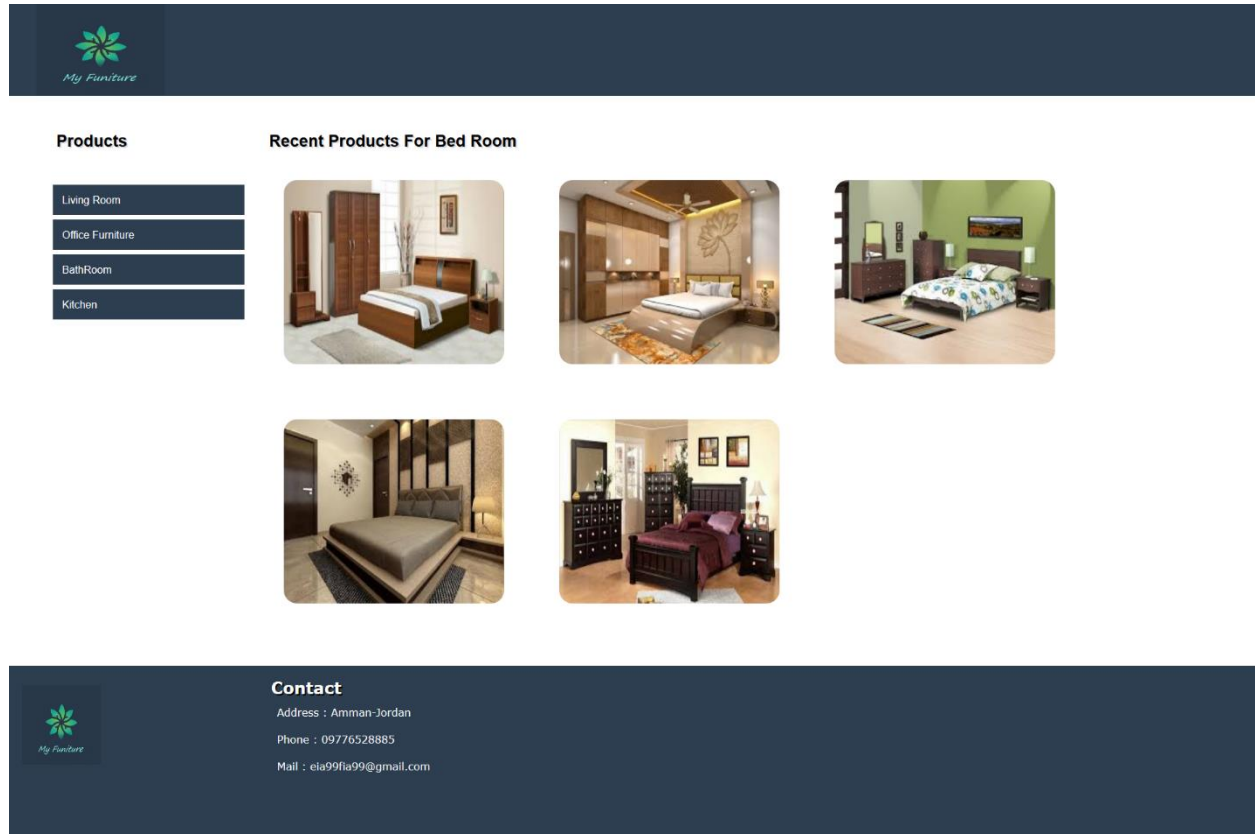 My Funiture
Products
Recent Products For Bed Room
Living Room
Office Furniture
BathRoom
Kitchen
My Funiture
Contact
Address : Amman-Jordan
Phone : 09776528885
Mail : eia99fia99@gmail.com